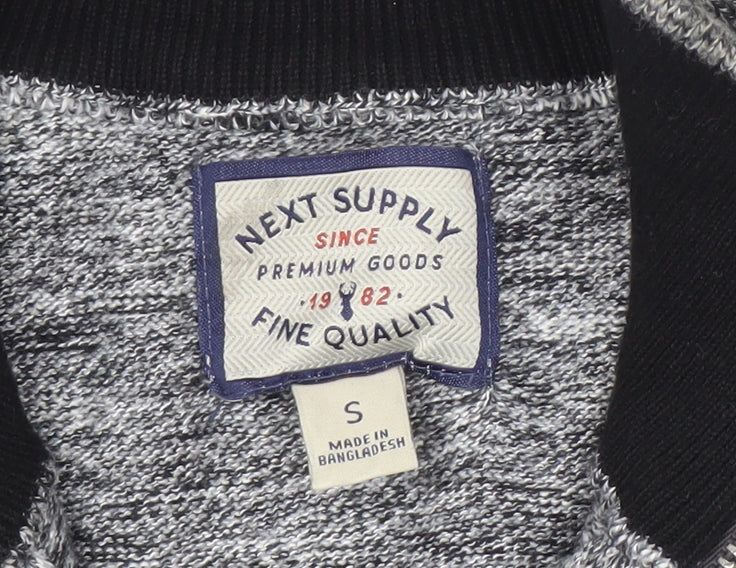 NEXT SUPPLY
SINCE
PREMIUM GOODS
·19 82·
FINE QUALITY
S
MADE IN
BANGLADESH